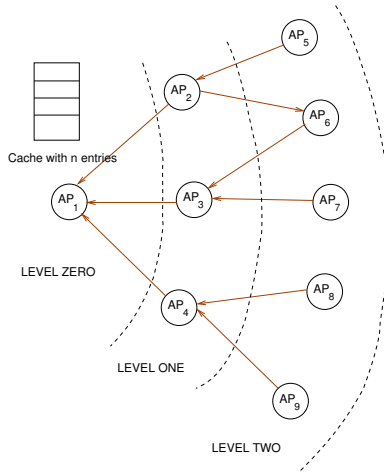 AP5
AP2
AP6
Cache with n entries
AP1
AP3
AP7
LEVEL ZERO
AP8
AP4
LEVEL ONE
AP9
LEVEL TWO